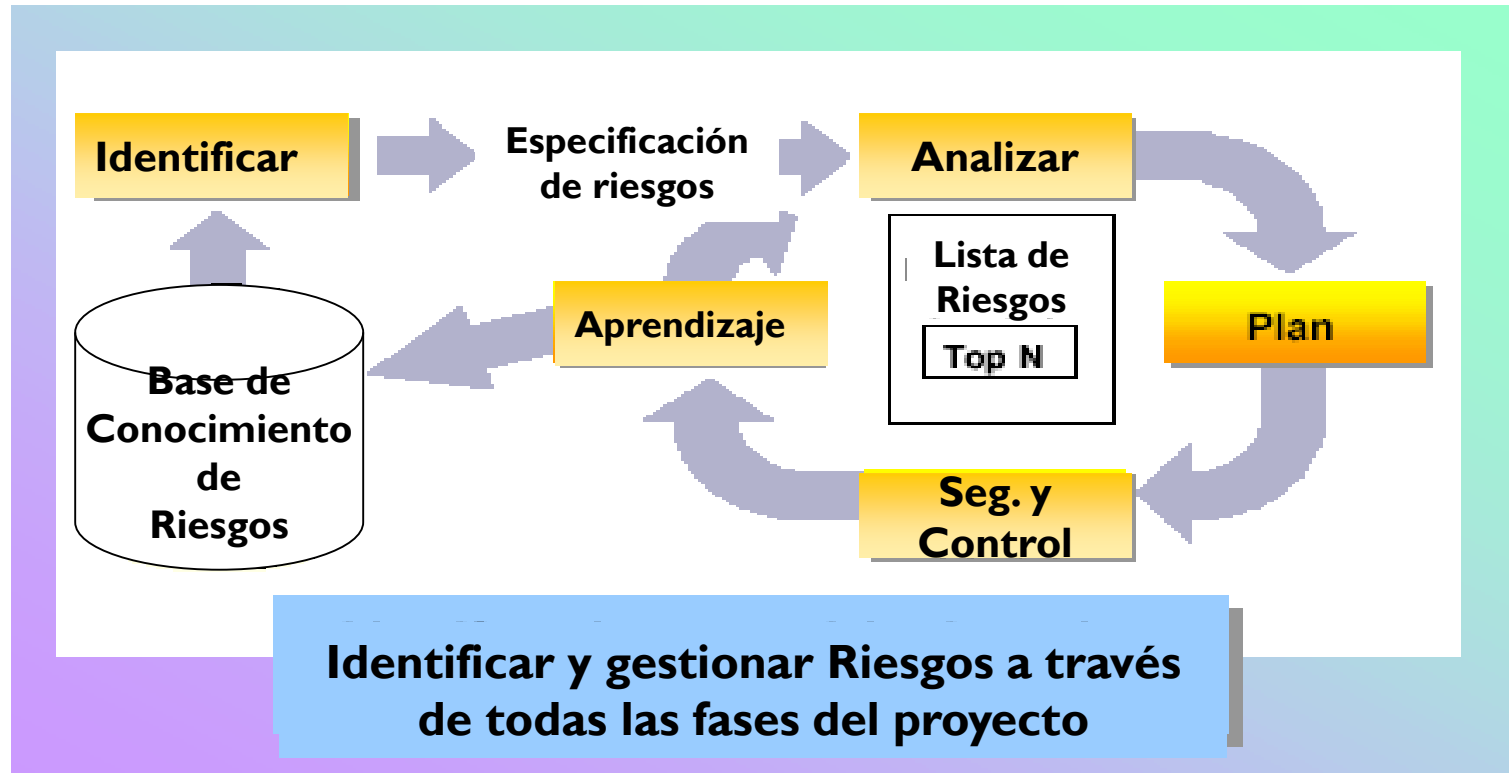 Identificar
Especificación
de riesgos
Analizar
Lista de
Riesgos
Top N
Plan
Aprendizaje
Base de
Conocimiento
de
Riesgos
Seg. y
Control
Identificar y gestionar Riesgos a través
de todas las fases del proyecto